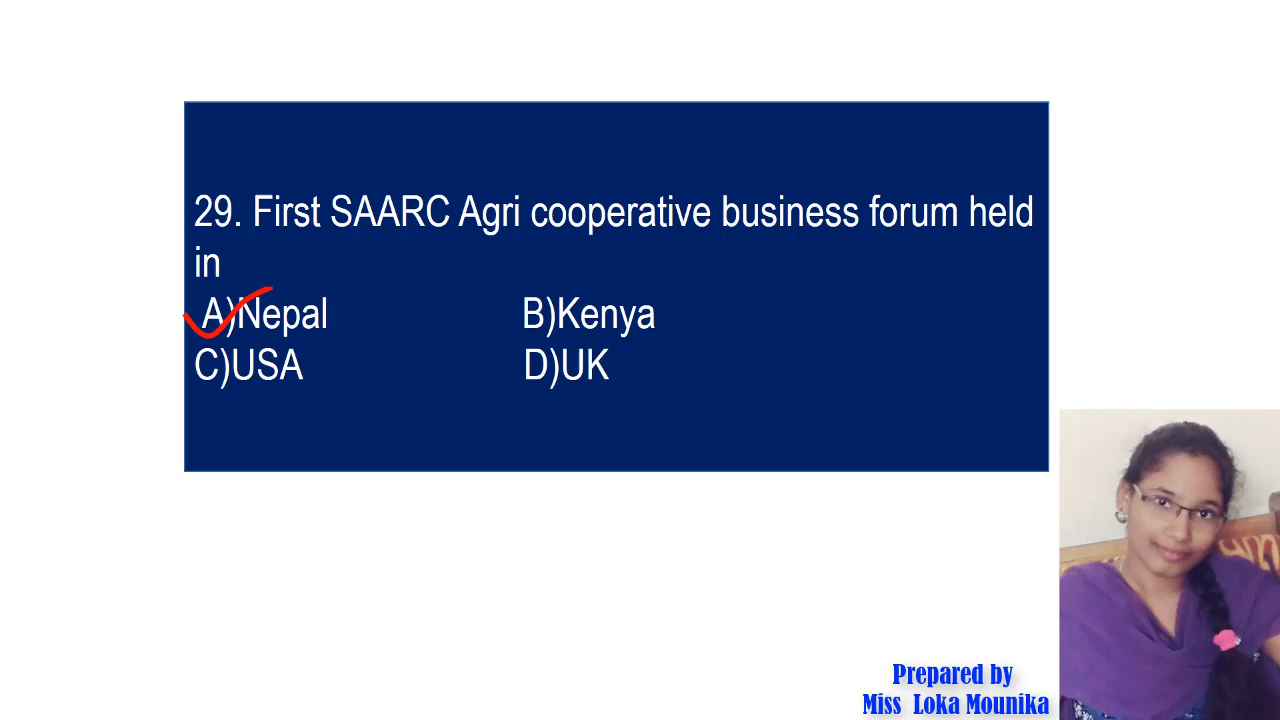 29. First SAARC Agri cooperative business forum held
in
A)Nepal B)Kenya
C)USA D)UK
Prepared by
Miss Loka Mounika